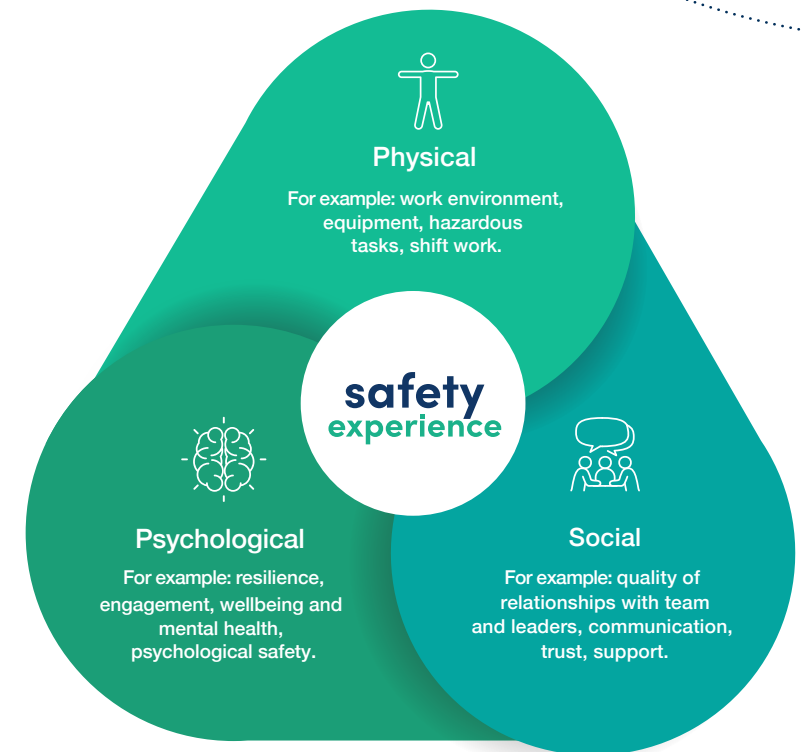 Physical
For example: work environment,
equipment, hazardous
tasks, shift work.
safety
experience
Psychological
For example: resilience,
engagement, wellbeing and
mental health,
psychological safety.
Social
For example: quality of
relationships with team
and leaders, communication,
trust, support.